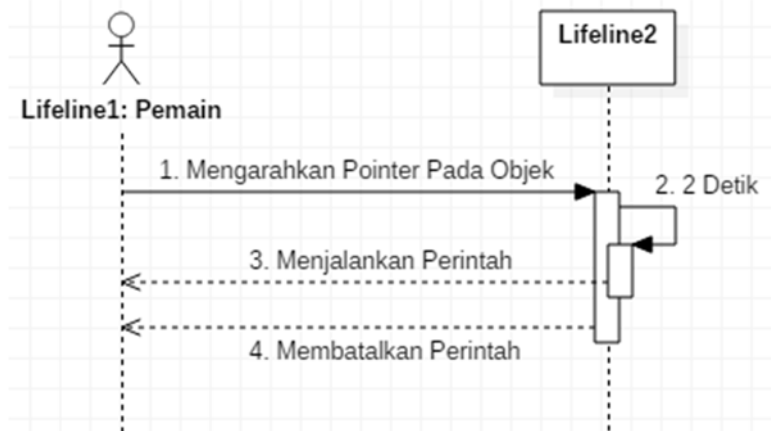 Lifeline2
Lifeline1: Pemain
1. Mengarahkan Pointer Pada Objek
2. 2 Detik
3. Menjalankan Perintah
4. Membatalkan Perintah